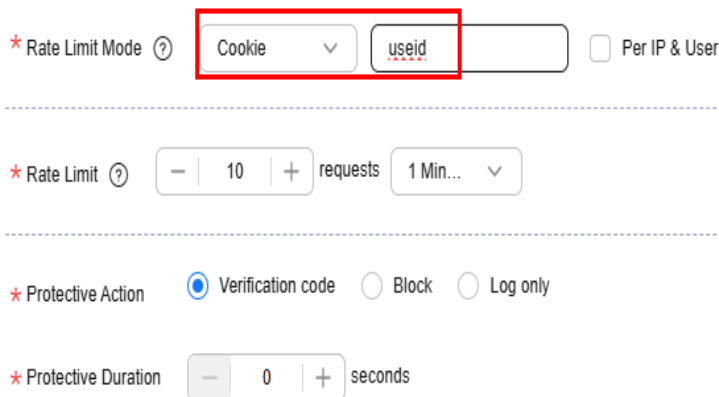 * Rate Limit Mode ? Cookie useid Per IP & User
* Rate Limit ? − 10 + requests 1 Min...
* Protective Action Verification code Block Log only
* Protective Duration − 0 + seconds